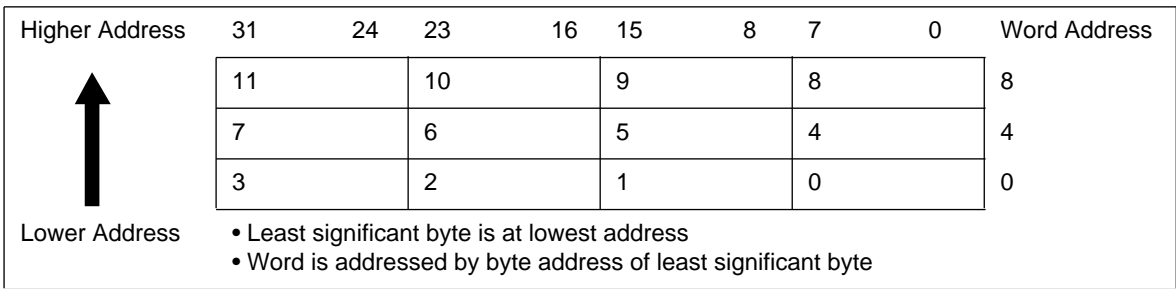 Higher Address 31 24 23 16 15 8 7 0 Word Address
11 10 9 8 8
7 6 5 4 4
3 2 1 0 0
Lower Address • Least significant byte is at lowest address
• Word is addressed by byte address of least significant byte